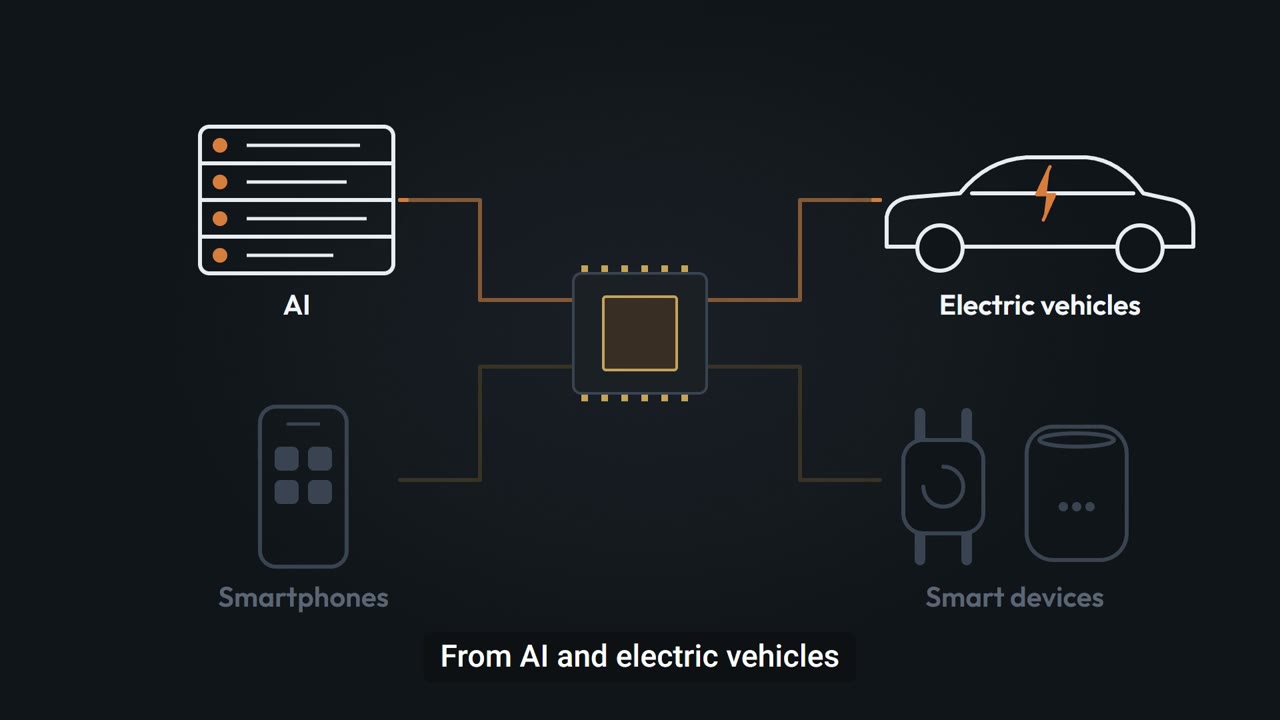 AI
Electric vehicles
Smartphones
Smart devices
From AI and electric vehicles